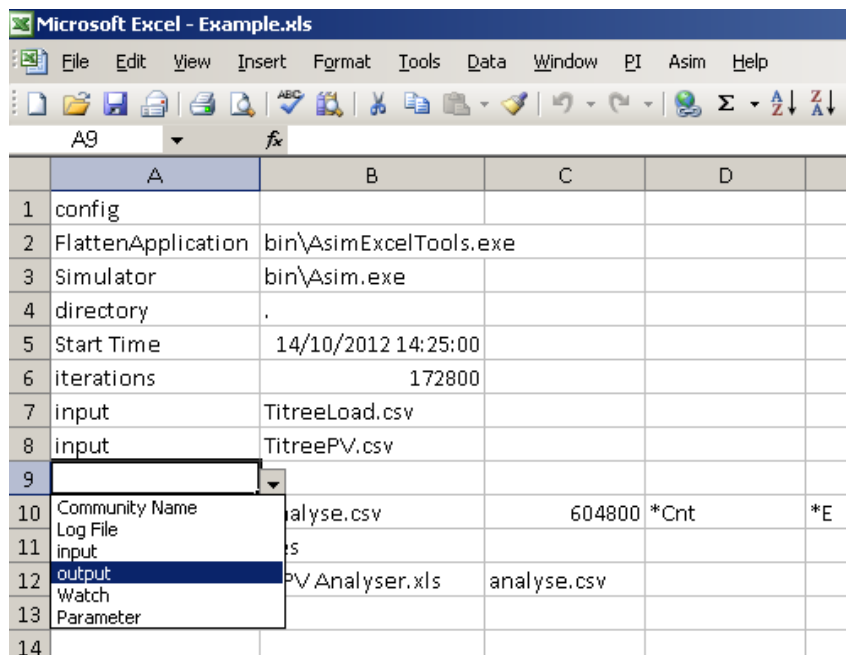 Microsoft Excel - Example.xls
File Edit View Insert Format Tools Data Window PI Asim Help
ABC Σ A Z Z A
A9 fx
A B C D
1 config
2 FlattenApplication bin\AsimExcelTools.exe
3 Simulator bin\Asim.exe
4 directory .
5 Start Time 14/10/2012 14:25:00
6 iterations 172800
7 input TitreeLoad.csv
8 input TitreePV.csv
9
10 nalyse.csv 604800 *Cnt *E
11 es
12 PV Analyser.xls analyse.csv
13
14
Community Name
Log File
input
output
Watch
Parameter